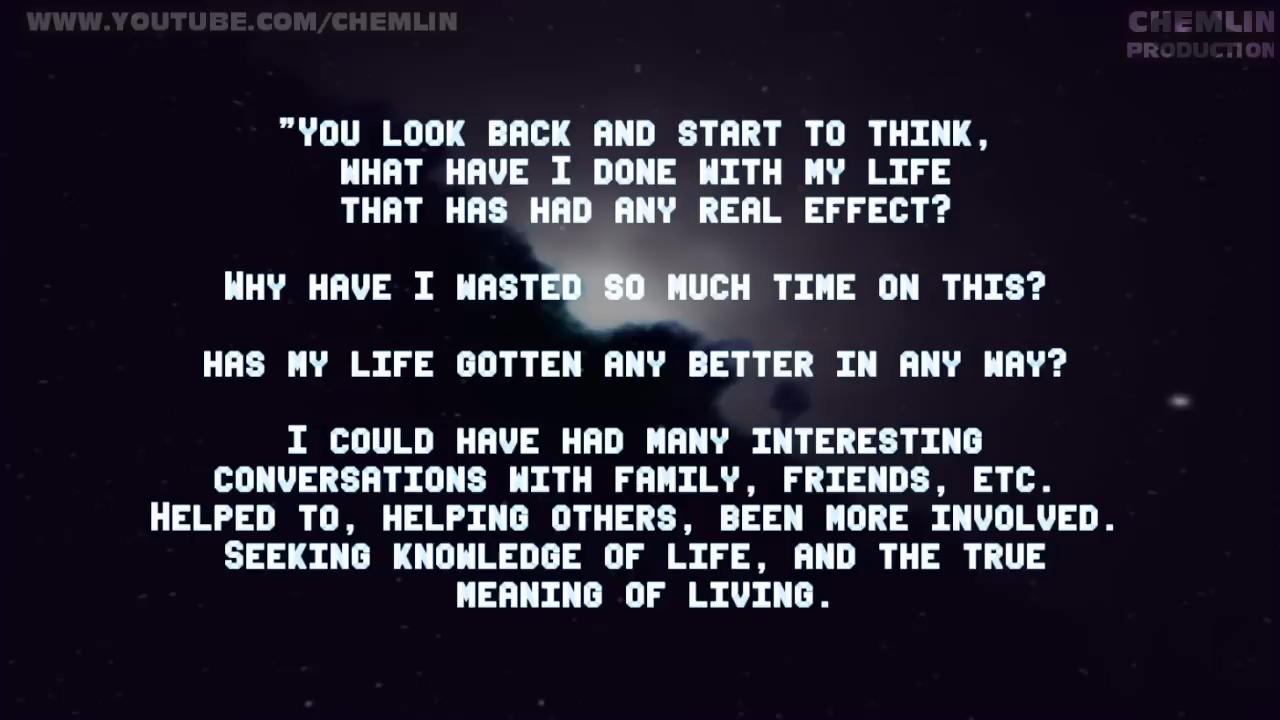 WWW.YOUTUBE.COM/CHEMLIN
CHEMLIN
PRODUCTION
"YOU LOOK BACK AND START TO THINK,
WHAT HAVE I DONE WITH MY LIFE
THAT HAS HAD ANY REAL EFFECT?
WHY HAVE I WASTED SO MUCH TIME ON THIS?
HAS MY LIFE GOTTEN ANY BETTER IN ANY WAY?
I COULD HAVE HAD MANY INTERESTING
CONVERSATIONS WITH FAMILY, FRIENDS, ETC.
HELPED TO, HELPING OTHERS, BEEN MORE INVOLVED.
SEEKING KNOWLEDGE OF LIFE, AND THE TRUE
MEANING OF LIVING.